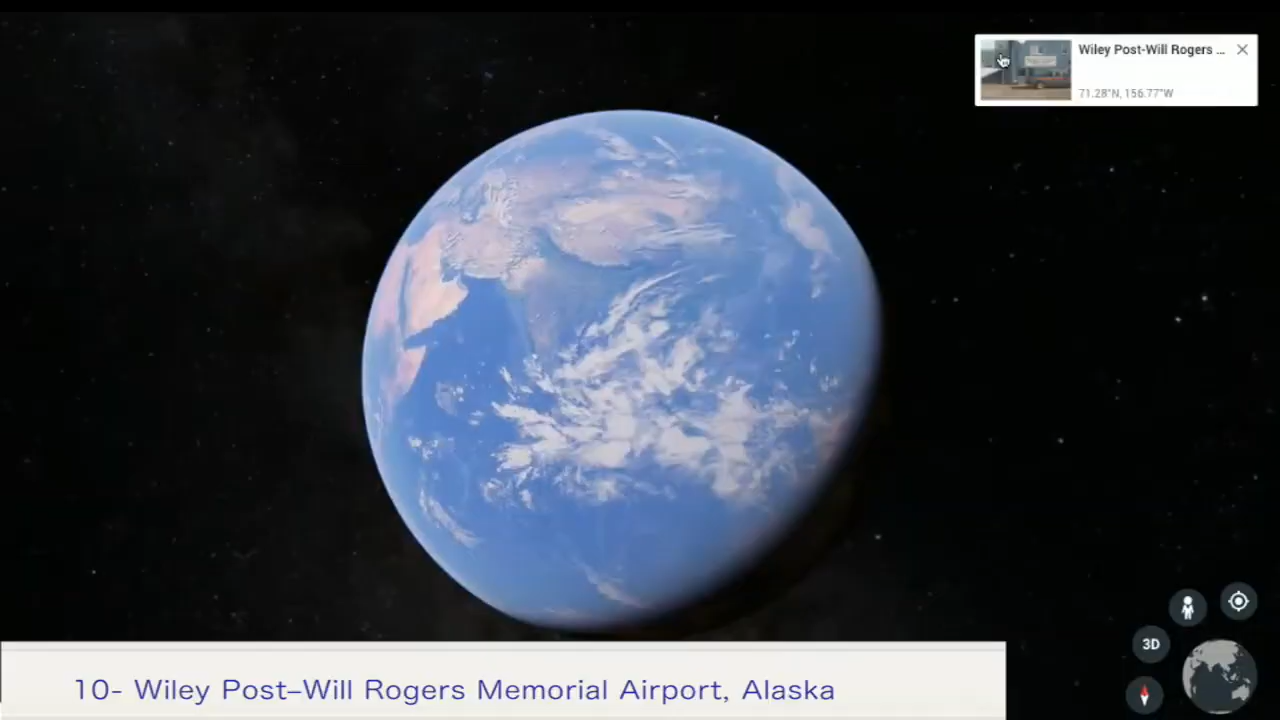 Wiley Post-Will Rogers ...
71.28°N, 156.77°W
3D
10- Wiley Post–Will Rogers Memorial Airport, Alaska